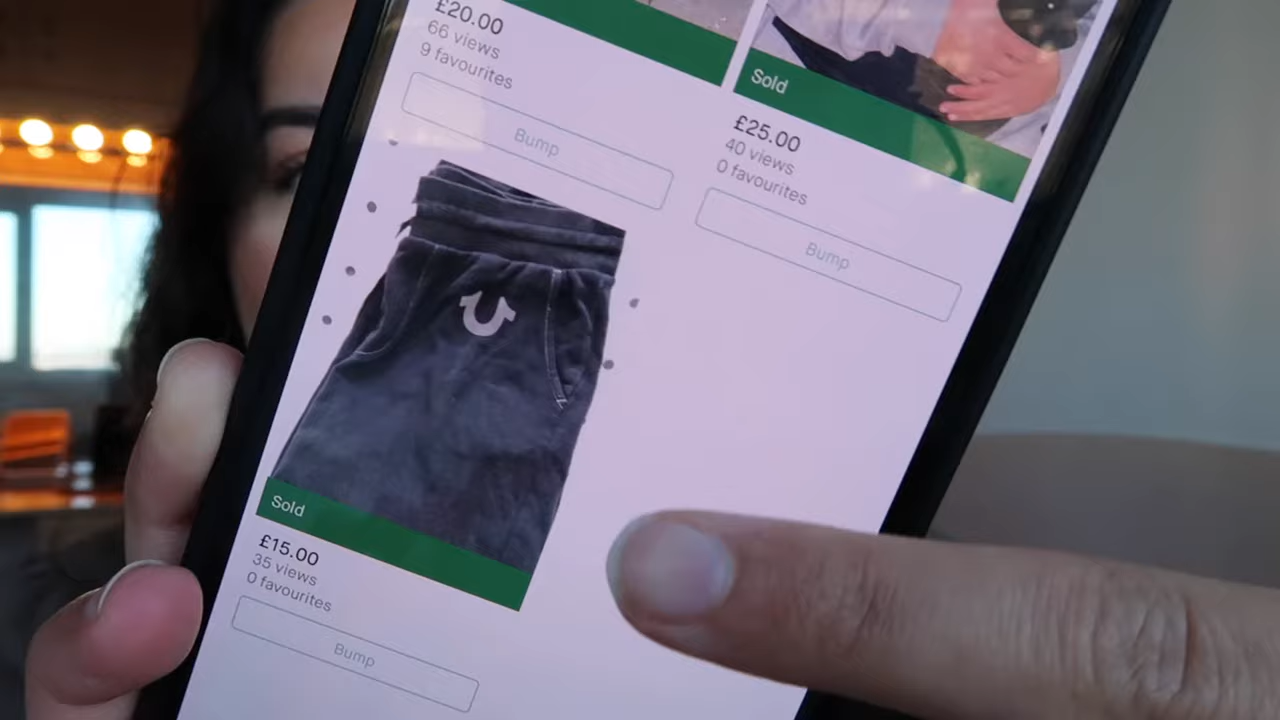 £20.00
66 views
9 favourites
Bump
Sold
£25.00
40 views
0 favourites
Bump
Sold
£15.00
35 views
0 favourites
Bump